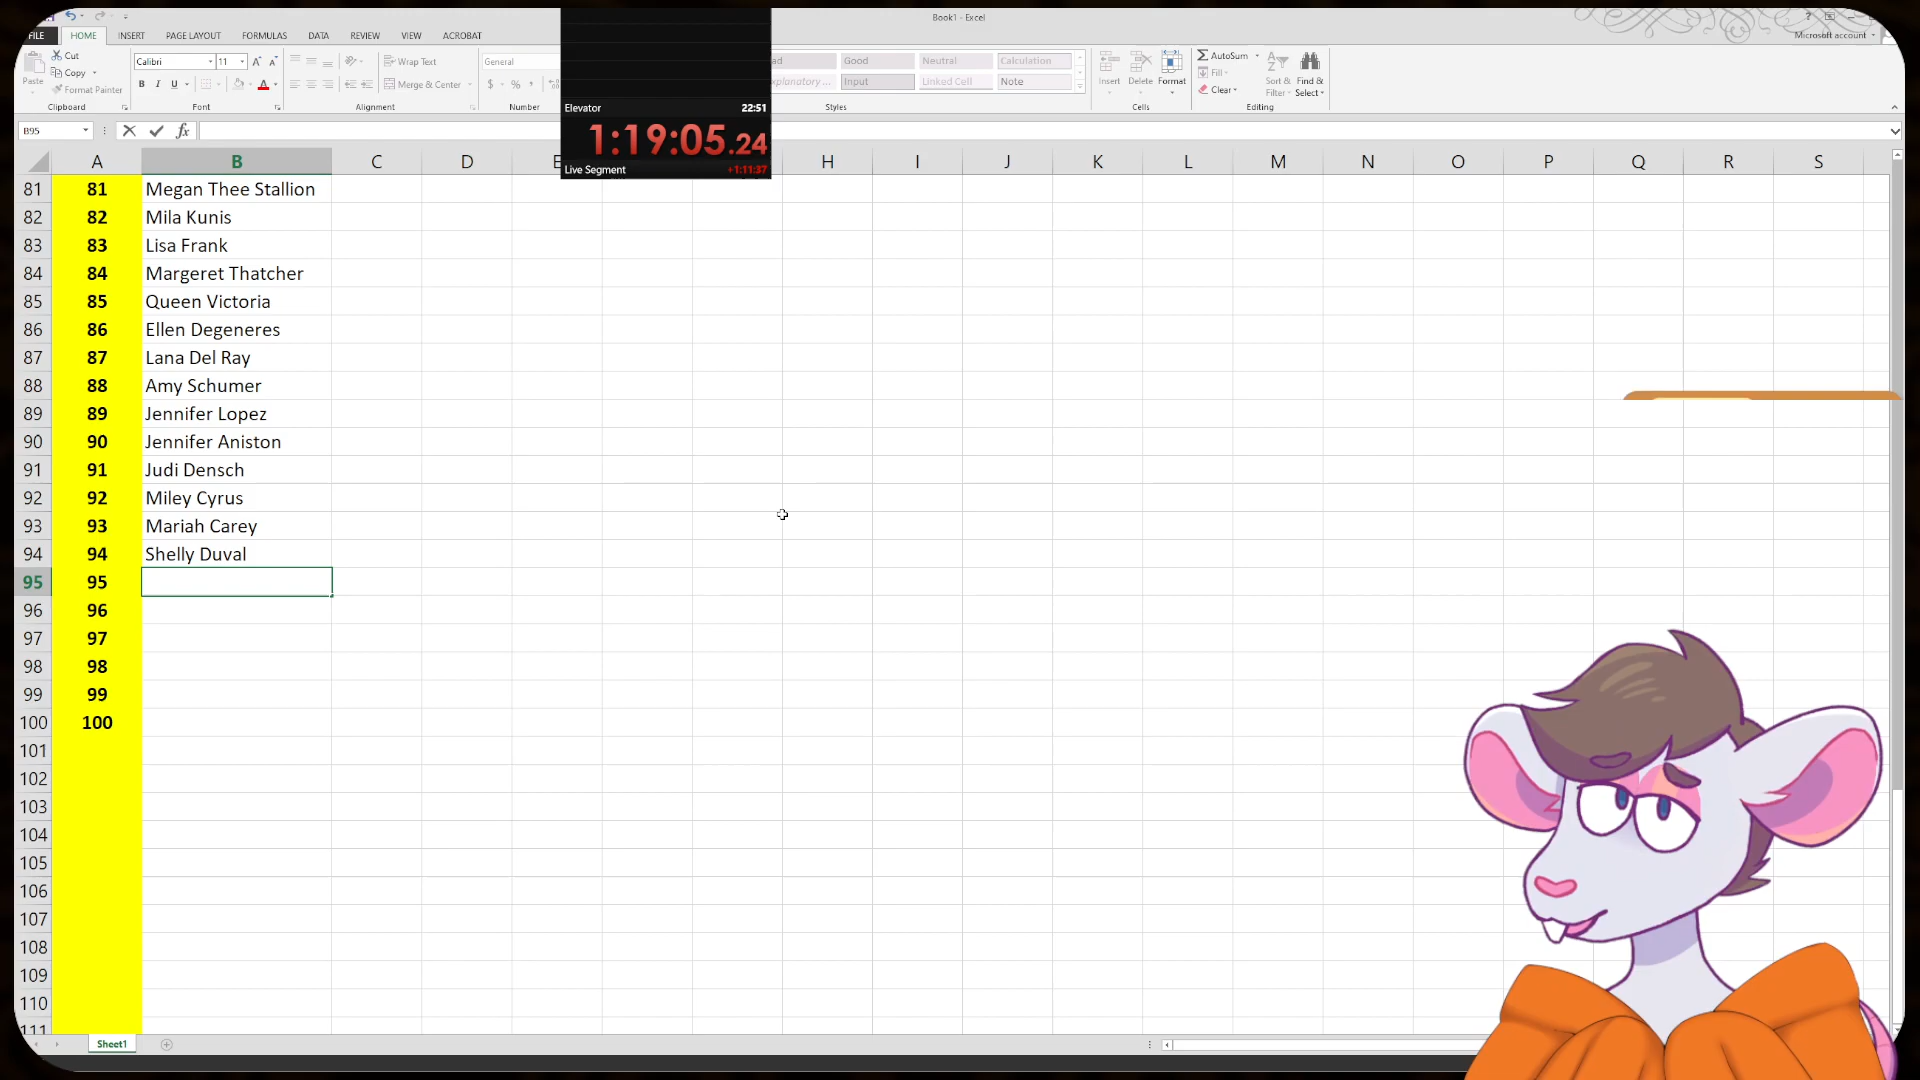 Book1 - Excel
Microsoft account
FILE HOME INSERT PAGE LAYOUT FORMULAS DATA REVIEW VIEW ACROBAT
Paste
Cut
Copy
Format Painter
Clipboard
Calibri 11
B I U
Font
Wrap Text
Merge & Center
Alignment
General
$ % ,
Number
Good Neutral Calculation
Explanatory ... Input Linked Cell Note
Styles
Insert Delete Format
Cells
AutoSum
Fill
Clear
Sort & Filter
Find & Select
Editing
Elevator 22:51
1:19:05.24
Live Segment +1:11:37
B95
fx
A B C D H I J K L M N O P Q R S
81 81 Megan Thee Stallion
82 82 Mila Kunis
83 83 Lisa Frank
84 84 Margeret Thatcher
85 85 Queen Victoria
86 86 Ellen Degeneres
87 87 Lana Del Ray
88 88 Amy Schumer
89 89 Jennifer Lopez
90 90 Jennifer Aniston
91 91 Judi Densch
92 92 Miley Cyrus
93 93 Mariah Carey
94 94 Shelly Duval
95 95
96 96
97 97
98 98
99 99
100 100
101
102
103
104
105
106
107
108
109
110
111
Sheet1